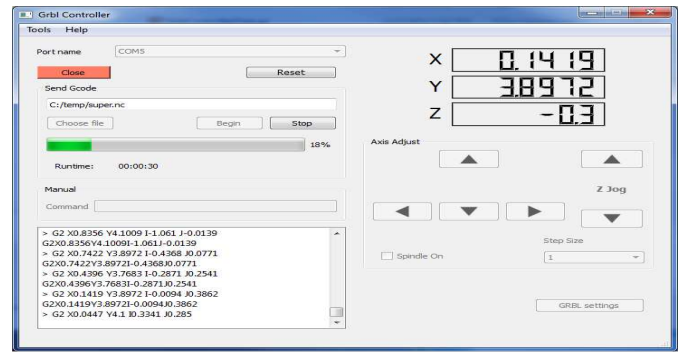 Grbl Controller
Tools Help
Port name COM5
Close Reset
Send Gcode
C:/temp/super.nc
Choose file Begin Stop
18%
Runtime: 00:00:30
Manual
Command
> G2 X0.8356 Y4.1009 I-1.061 J-0.0139
G2X0.8356Y4.1009I-1.061J-0.0139
> G2 X0.7422 Y3.8972 I-0.4368 J0.0771
G2X0.7422Y3.8972I-0.4368J0.0771
> G2 X0.4396 Y3.7683 I-0.2871 J0.2541
G2X0.4396Y3.7683I-0.2871J0.2541
> G2 X0.1419 Y3.8972 I-0.0094 J0.3862
G2X0.1419Y3.8972I-0.0094J0.3862
> G2 X0.0447 Y4.1 I0.3341 J0.285
X 0.1419
Y 3.8972
Z -0.3
Axis Adjust
Z Jog
Step Size
Spindle On 1
GRBL settings